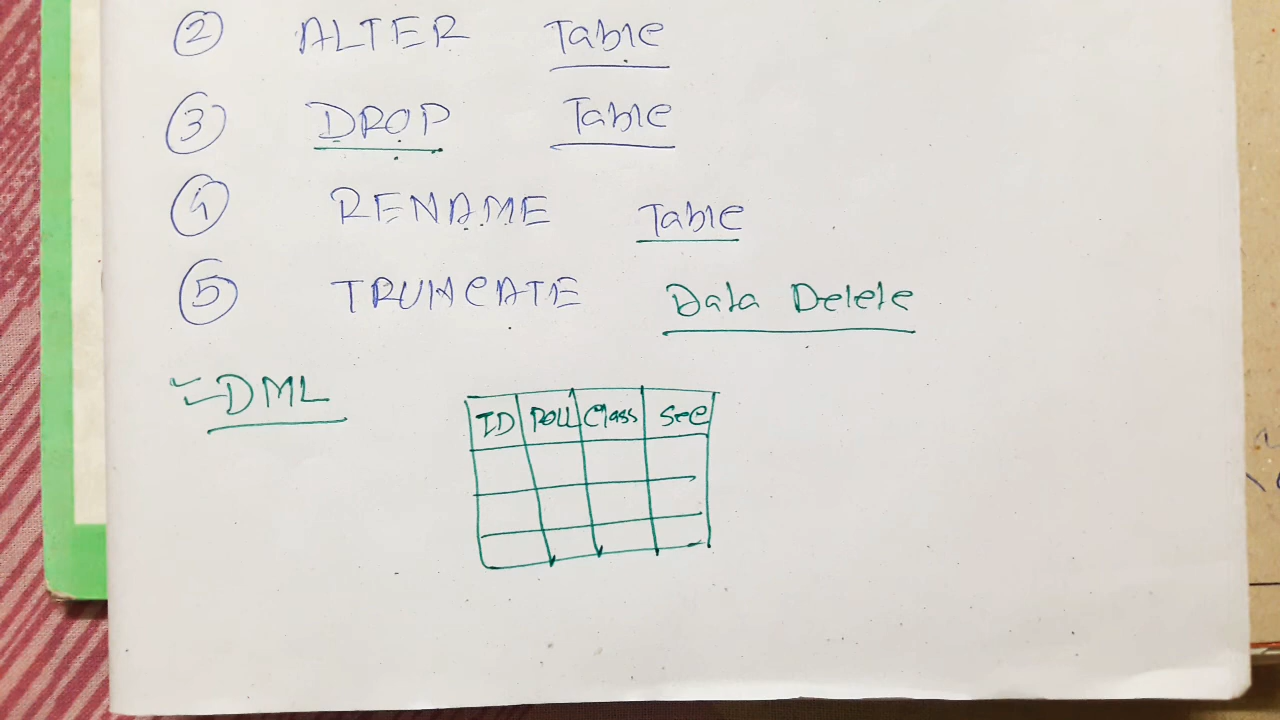 ② ALTER Table
③ DROP Table
④ RENAME Table
⑤ TRUNCATE Data Delete
DML
ID ROLL Class Sec